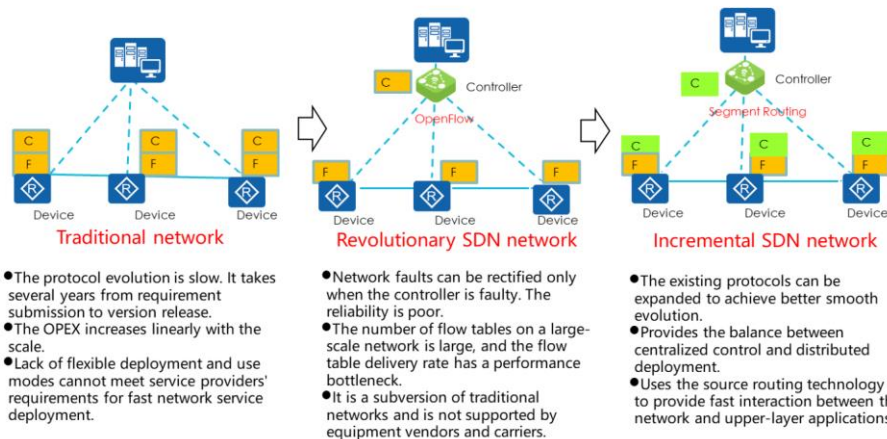 C
F
C
F
C
F
R
R
R
Device
Device
Device
Traditional network
●The protocol evolution is slow. It takes
several years from requirement
submission to version release.
●The OPEX increases linearly with the
scale.
●Lack of flexible deployment and use
modes cannot meet service providers'
requirements for fast network service
deployment.
C
Controller
OpenFlow
F
F
F
R
R
R
Device
Device
Device
Revolutionary SDN network
●Network faults can be rectified only
when the controller is faulty. The
reliability is poor.
●The number of flow tables on a large-
scale network is large, and the flow
table delivery rate has a performance
bottleneck.
●It is a subversion of traditional
networks and is not supported by
equipment vendors and carriers.
C
Controller
Segment Routing
C
F
C
F
C
F
R
R
R
Device
Device
Device
Incremental SDN network
●The existing protocols can be
expanded to achieve better smooth
evolution.
●Provides the balance between
centralized control and distributed
deployment.
●Uses the source routing technology
to provide fast interaction between
network and upper-layer